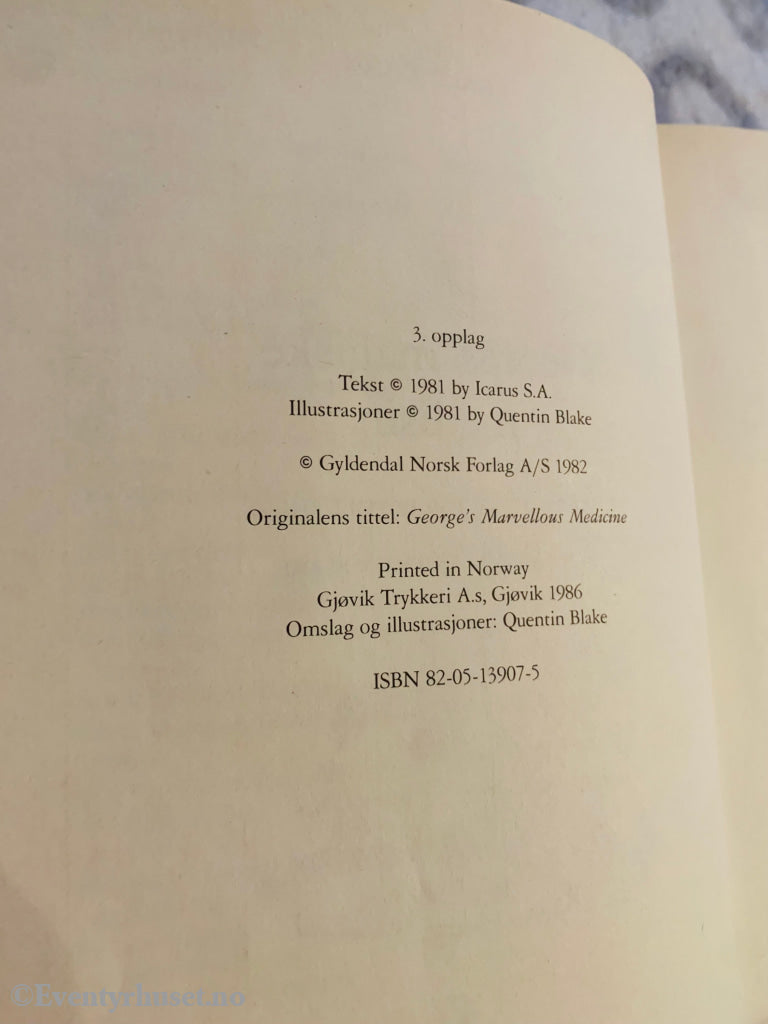 3. opplag
Tekst © 1981 by Icarus S.A.
Illustrasjoner © 1981 by Quentin Blake
© Gyldendal Norsk Forlag A/S 1982
Originalens tittel: George's Marvellous Medicine
Printed in Norway
Gjøvik Trykkeri A.s, Gjøvik 1986
Omslag og illustrasjoner: Quentin Blake
ISBN 82-05-13907-5
©Eventyrhuset.no